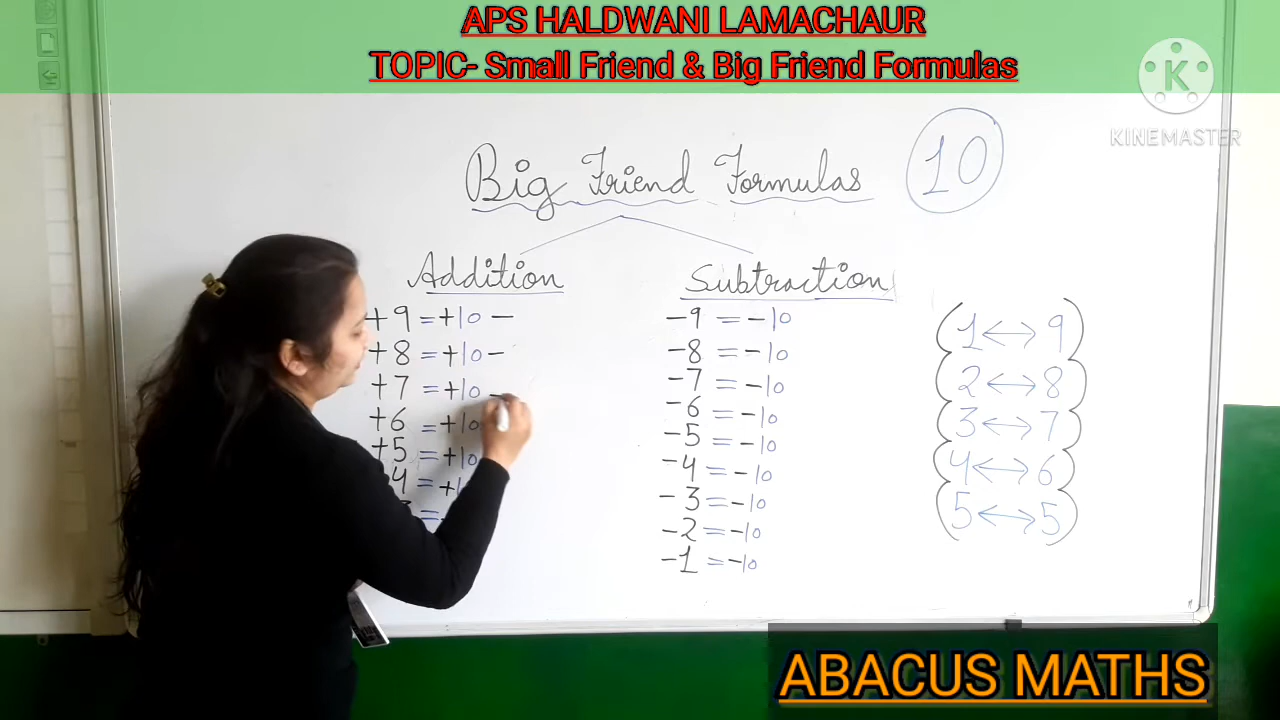 APS HALDWANI LAMACHAUR
TOPIC- Small Friend & Big Friend Formulas
K
KINEMASTER
Big Friend Formulas 10
Addition
+9 = +10 -
+8 = +10 -
+7 = +10 -
+6 = +10
+5 = +10
4 = +1
=
Subtraction
-9 = -10
-8 = -10
-7 = -10
-6 = -10
-5 = -10
-4 = -10
-3 = -10
-2 = -10
-1 = -10
(1 ↔ 9)
(2 ↔ 8)
(3 ↔ 7)
(4 ↔ 6)
(5 ↔ 5)
ABACUS MATHS